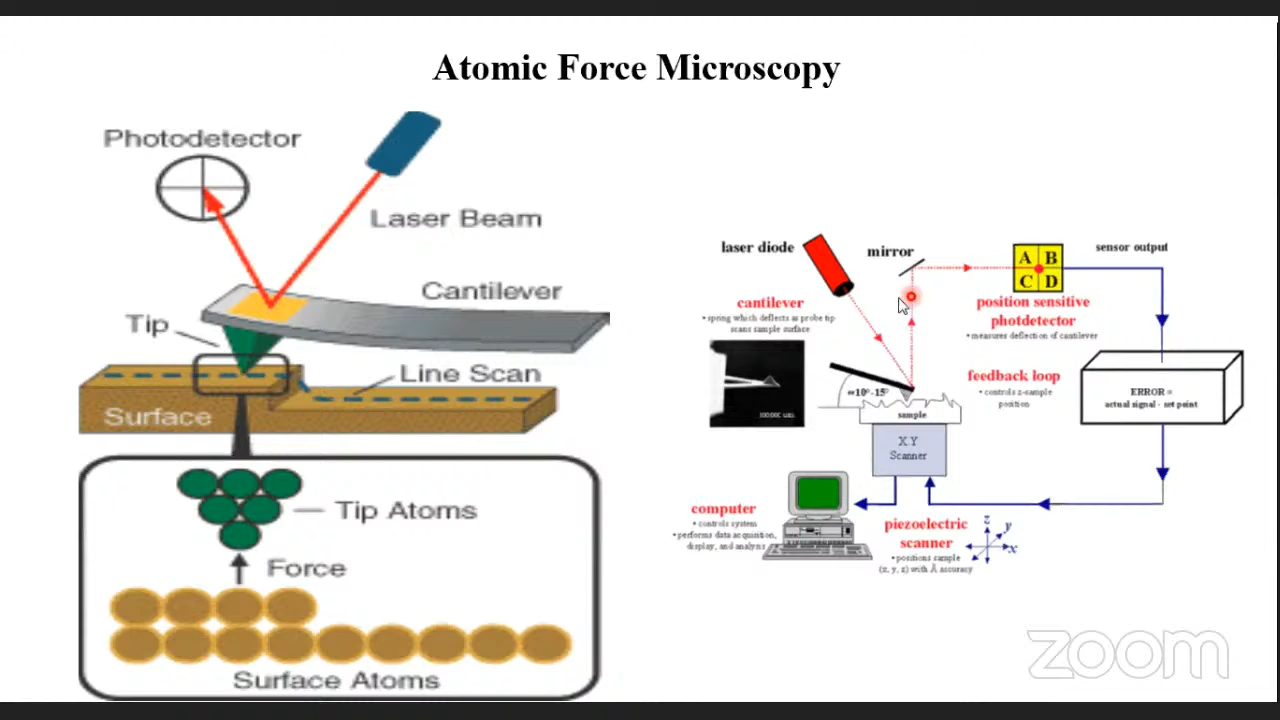 Atomic Force Microscopy
Photodetector
Laser Beam
Cantilever
Tip
Line Scan
Surface
Tip Atoms
Force
Surface Atoms
laser diode
mirror
A B
C D
sensor output
cantilever
• spring which deflects as probe tip
scans sample surface
position sensitive
photdetector
• measures deflection of cantilever
feedback loop
• controls z-sample
position
ERROR =
actual signal - set point
≈10°-15°
sample
X,Y
Scanner
computer
• controls system
• performs data acquisition,
display, and analysis
piezoelectric
scanner
• positions sample
(x, y, z) with Å accuracy
z
y
x
zoom